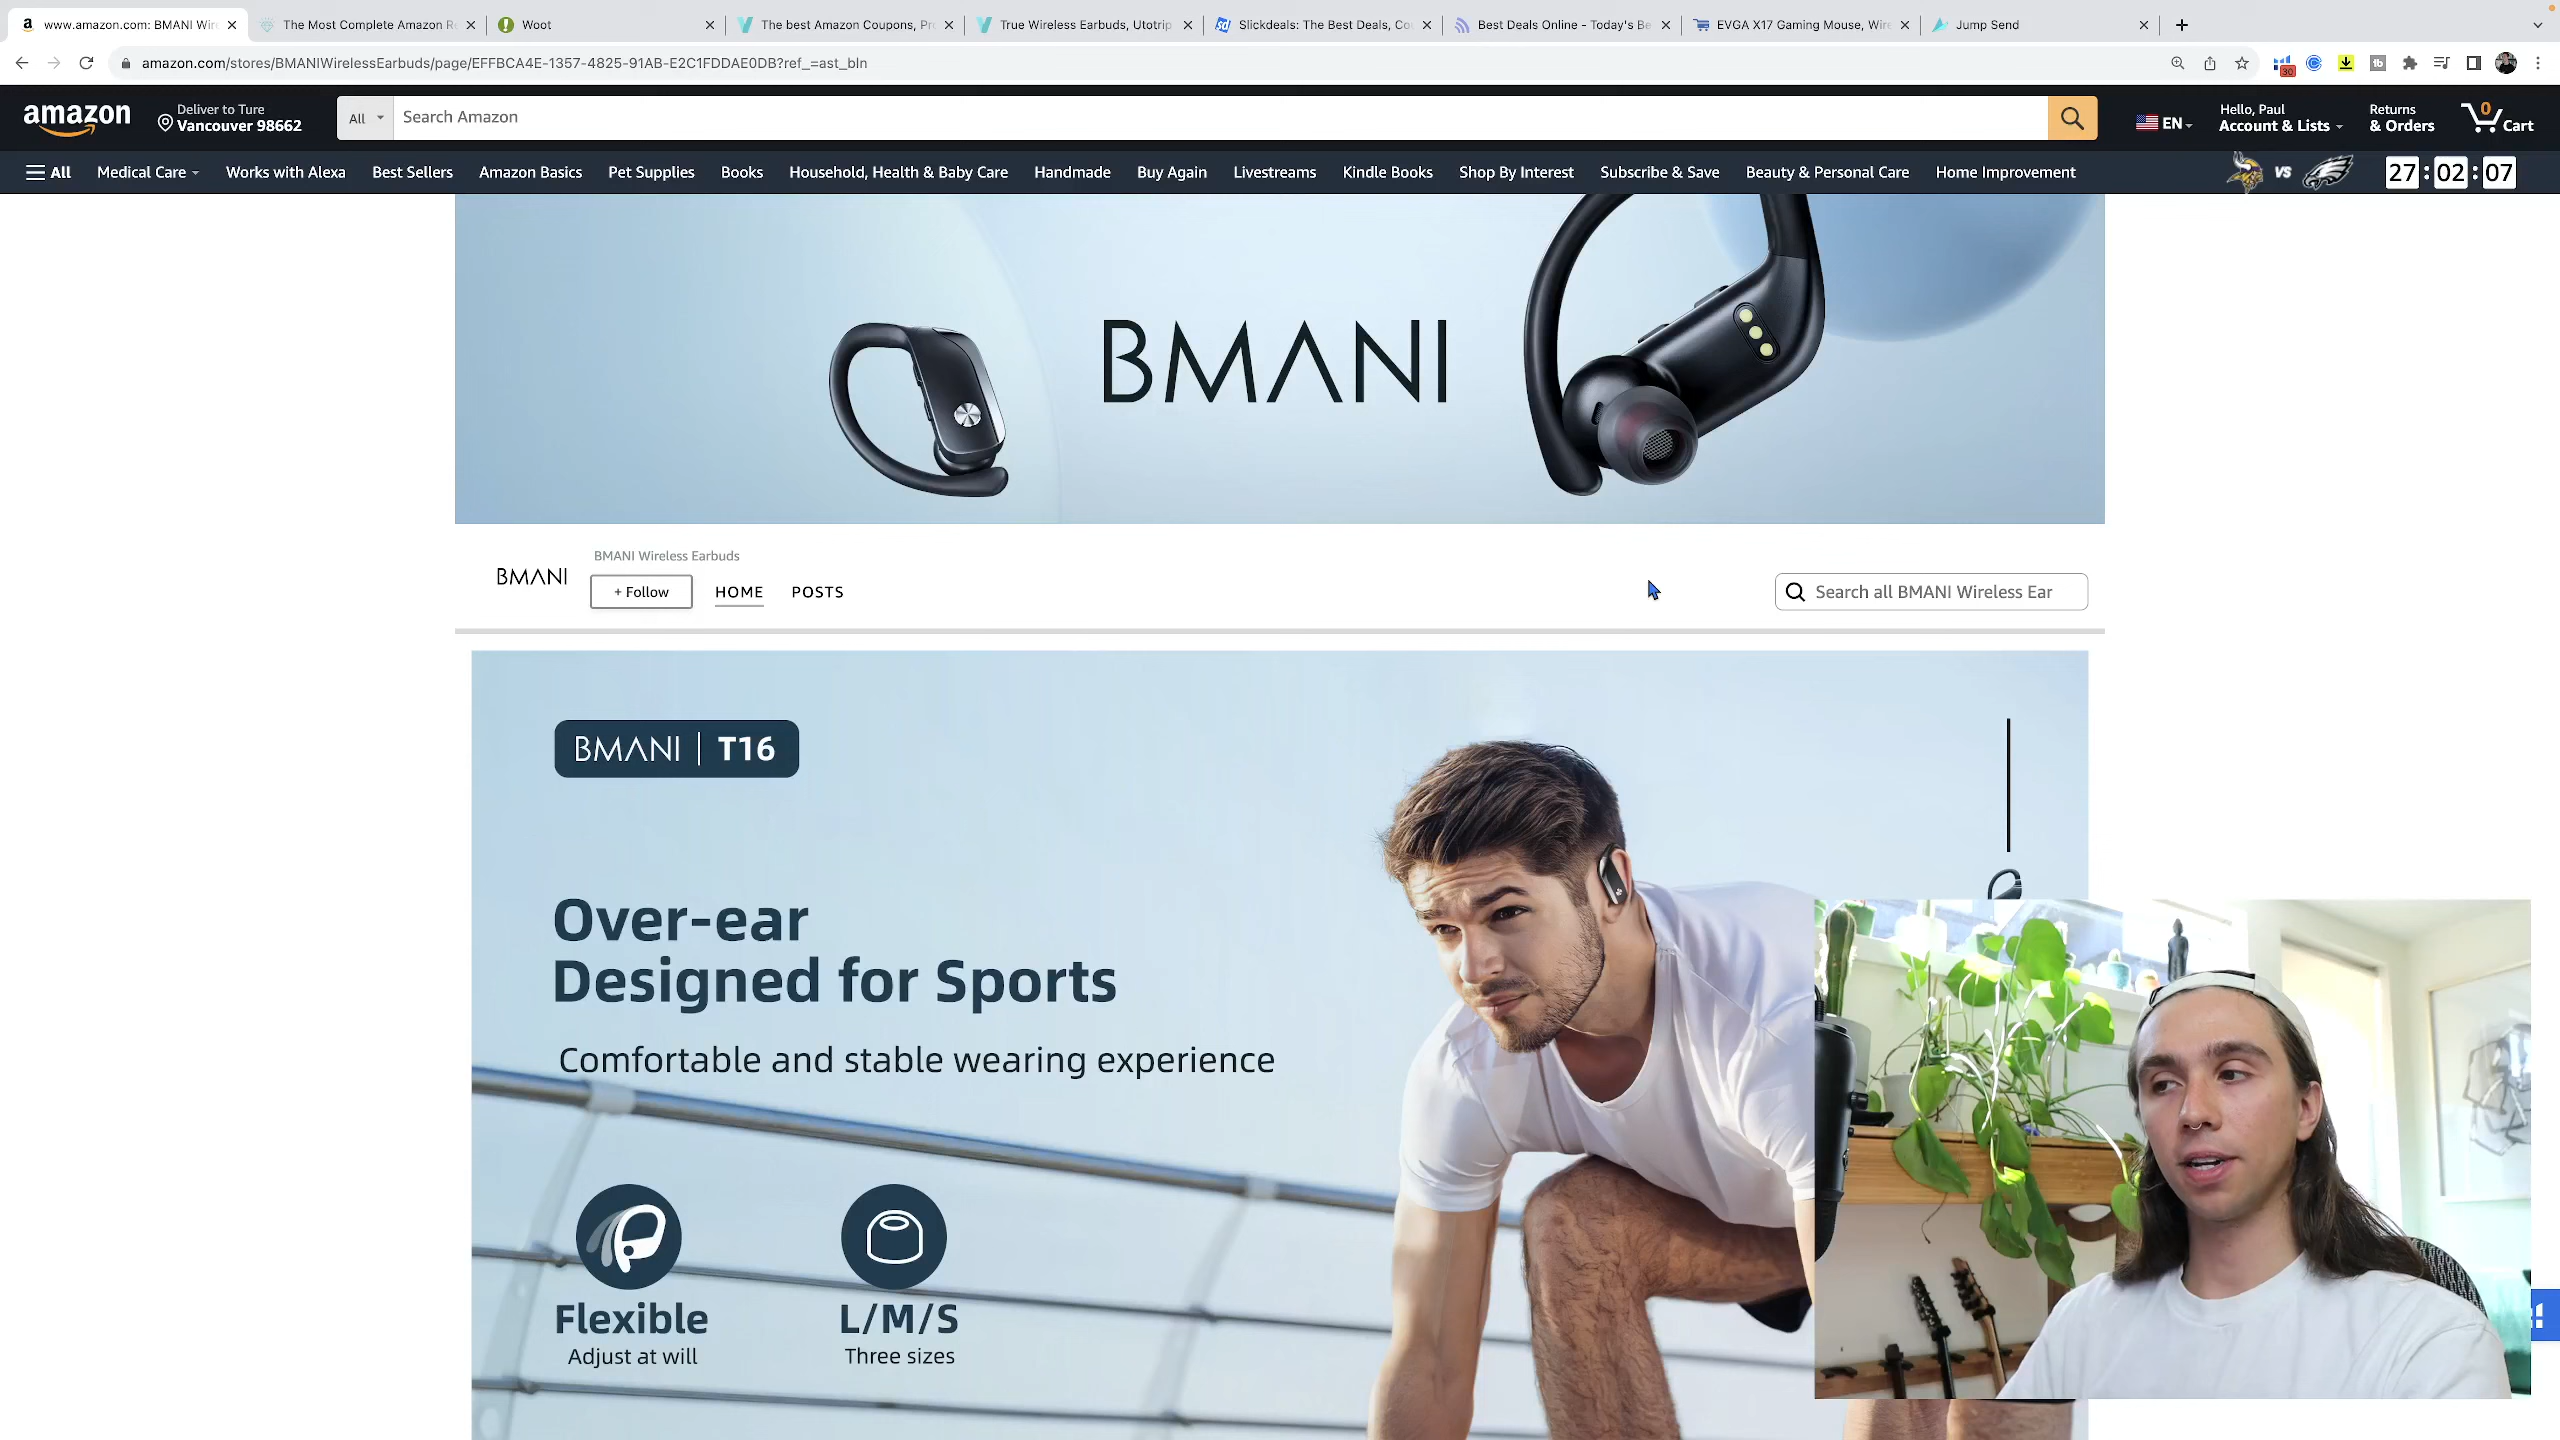 www.amazon.com: BMANI Wir
The Most Complete Amazon Re
Woot
The best Amazon Coupons, Pr
True Wireless Earbuds, Utotrip
Slickdeals: The Best Deals, Co
Best Deals Online - Today's Be
EVGA X17 Gaming Mouse, Wire
Jump Send
amazon.com/stores/BMANIWirelessEarbuds/page/EFFBCA4E-1357-4825-91AB-E2C1FDDAE0DB?ref_=ast_bln
30
amazon
Deliver to Ture
Vancouver 98662
All
Search Amazon
EN
Hello, Paul
Account & Lists
Returns
& Orders
0
Cart
All
Medical Care
Works with Alexa
Best Sellers
Amazon Basics
Pet Supplies
Books
Household, Health & Baby Care
Handmade
Buy Again
Livestreams
Kindle Books
Shop By Interest
Subscribe & Save
Beauty & Personal Care
Home Improvement
VS
27:02:07
BMANI
BMANI
BMANI Wireless Earbuds
+ Follow
HOME
POSTS
Search all BMANI Wireless Ear
BMANI | T16
Over-ear
Designed for Sports
Comfortable and stable wearing experience
Flexible
Adjust at will
L/M/S
Three sizes